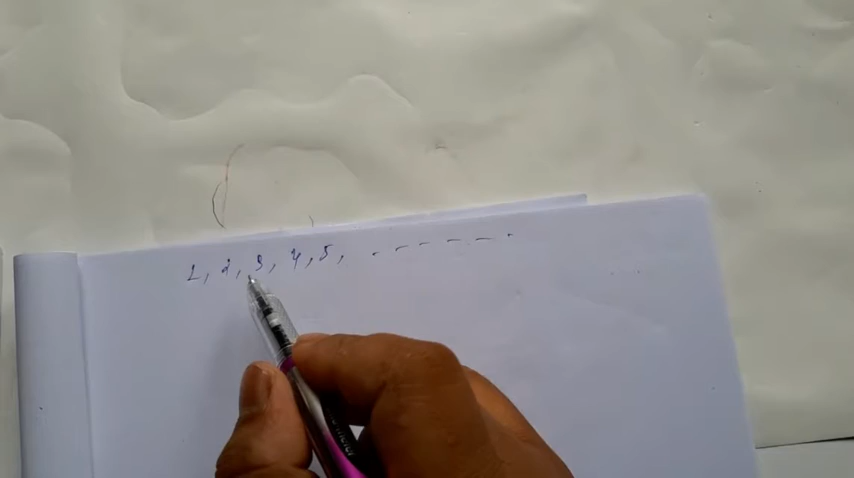 1, 2, 3, 4, 5, . - - - - - .